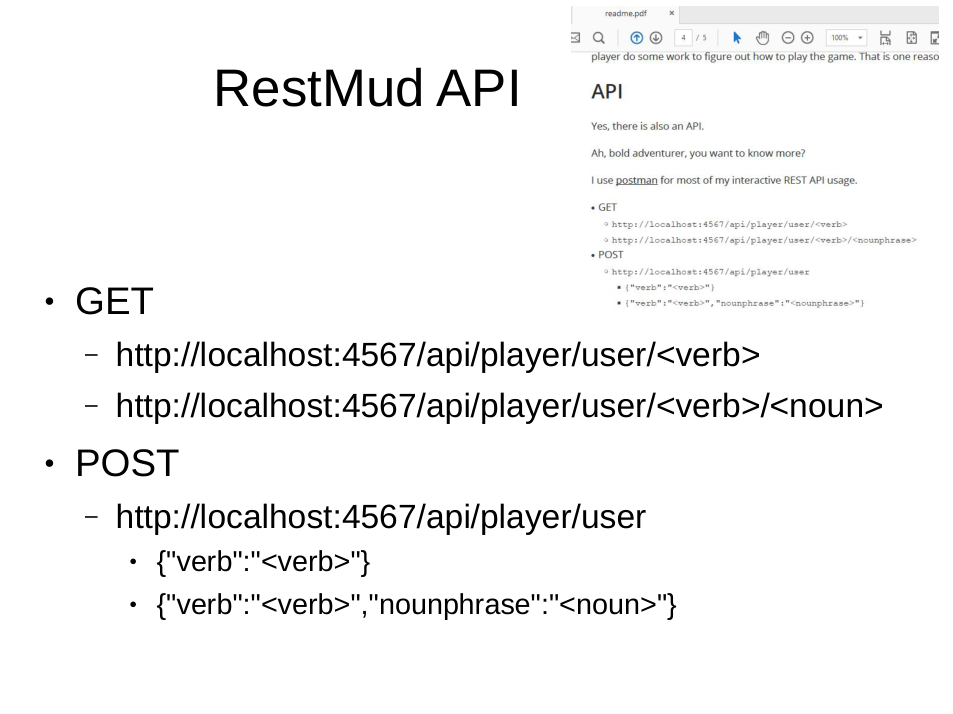 RestMud API
readme.pdf ×
4 / 5 100%
player do some work to figure out how to play the game. That is one reaso
API
Yes, there is also an API.
Ah, bold adventurer, you want to know more?
I use postman for most of my interactive REST API usage.
• GET
http://localhost:4567/api/player/user/<verb>
http://localhost:4567/api/player/user/<verb>/<nounphrase>
• POST
http://localhost:4567/api/player/user
▪ {"verb":"<verb>"}
▪ {"verb":"<verb>","nounphrase":"<nounphrase>"}
• GET
– http://localhost:4567/api/player/user/<verb>
– http://localhost:4567/api/player/user/<verb>/<noun>
• POST
– http://localhost:4567/api/player/user
• {"verb":"<verb>"}
• {"verb":"<verb>","nounphrase":"<noun>"}